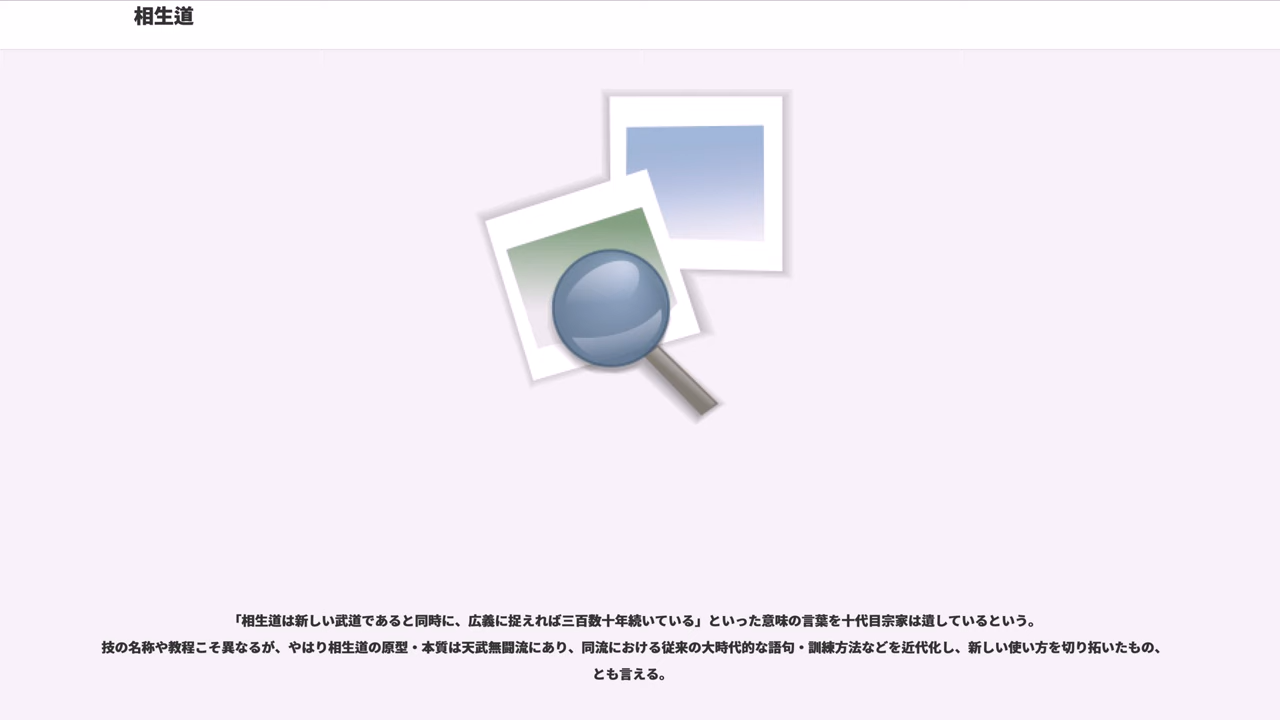 相生道
「相生道は新しい武道であると同時に、広義に捉えれば三百数十年続いている」といった意味の言葉を十代目宗家は遺しているという。
技の名称や教程こそ異なるが、やはり相生道の原型・本質は天武無闘流にあり、同流における従来の大時代的な語句・訓練方法などを近代化し、新しい使い方を切り拓いたもの、
とも言える。